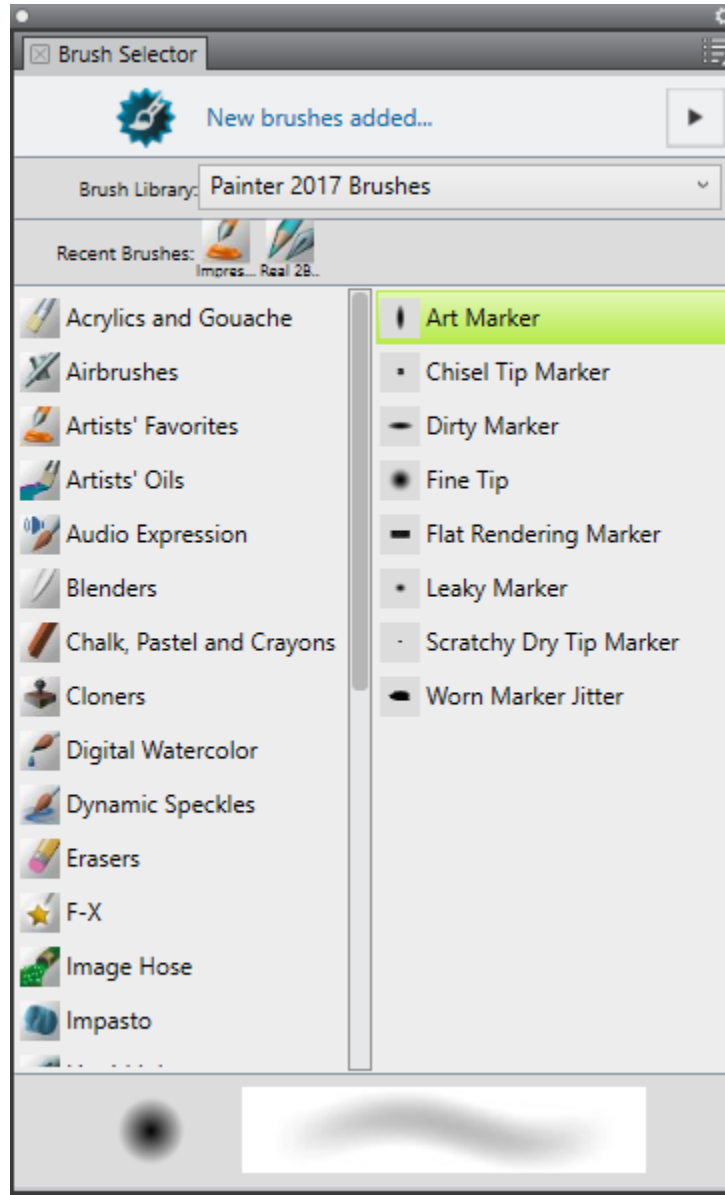 Brush Selector
New brushes added...
Brush Library: Painter 2017 Brushes
Recent Brushes:
Impres... Real 2B...
Acrylics and Gouache
Airbrushes
Artists' Favorites
Artists' Oils
Audio Expression
Blenders
Chalk, Pastel and Crayons
Cloners
Digital Watercolor
Dynamic Speckles
Erasers
F-X
Image Hose
Impasto
Art Marker
Chisel Tip Marker
Dirty Marker
Fine Tip
Flat Rendering Marker
Leaky Marker
Scratchy Dry Tip Marker
Worn Marker Jitter